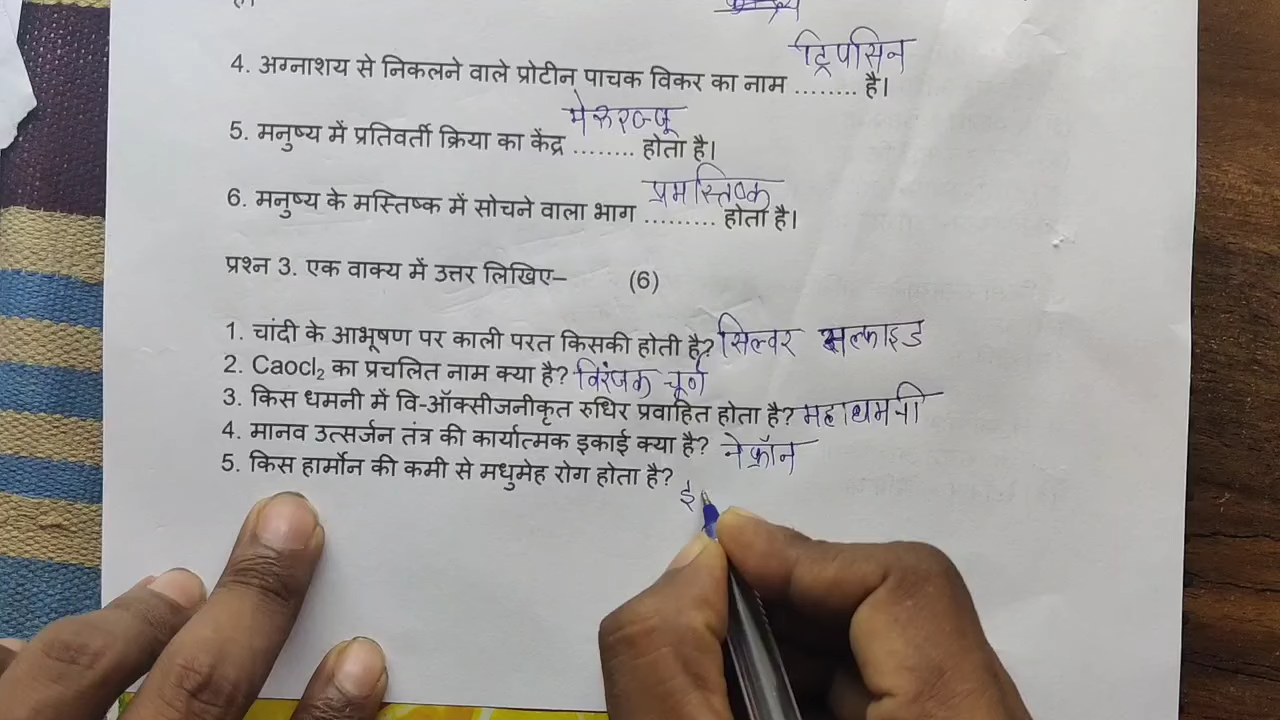 है।
ट्रिपसिन
4. अग्नाशय से निकलने वाले प्रोटीन पाचक विकर का नाम ........ है।
मेरुरज्जू
5. मनुष्य में प्रतिवर्ती क्रिया का केंद्र ........ होता है।
प्रमस्तिष्क
6. मनुष्य के मस्तिष्क में सोचने वाला भाग ......... होता है।
प्रश्न 3. एक वाक्य में उत्तर लिखिए– (6)
1. चांदी के आभूषण पर काली परत किसकी होती है? सिल्वर सल्फाइड
2. Caocl₂ का प्रचलित नाम क्या है? विरंजक चूर्ण
3. किस धमनी में वि-ऑक्सीजनीकृत रुधिर प्रवाहित होता है? महाधमनी
4. मानव उत्सर्जन तंत्र की कार्यात्मक इकाई क्या है? नेफ्रॉन
5. किस हार्मोन की कमी से मधुमेह रोग होता है?
इ